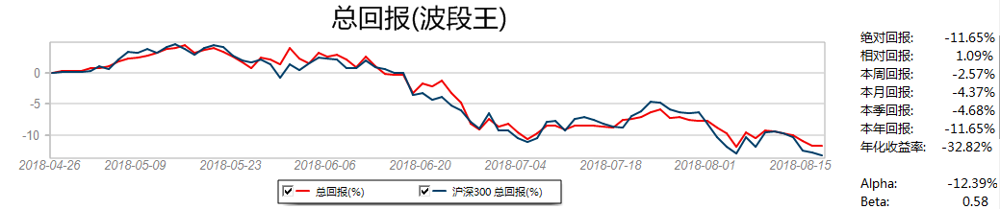 总回报(波段王)
绝对回报: -11.65%
相对回报: 1.09%
本周回报: -2.57%
本月回报: -4.37%
本季回报: -4.68%
本年回报: -11.65%
年化收益率: -32.82%
Alpha: -12.39%
Beta: 0.58
0
-5
-10
2018-04-26 2018-05-09 2018-05-23 2018-06-06 2018-06-20 2018-07-04 2018-07-18 2018-08-01 2018-08-15
总回报(%) 沪深300 总回报(%)